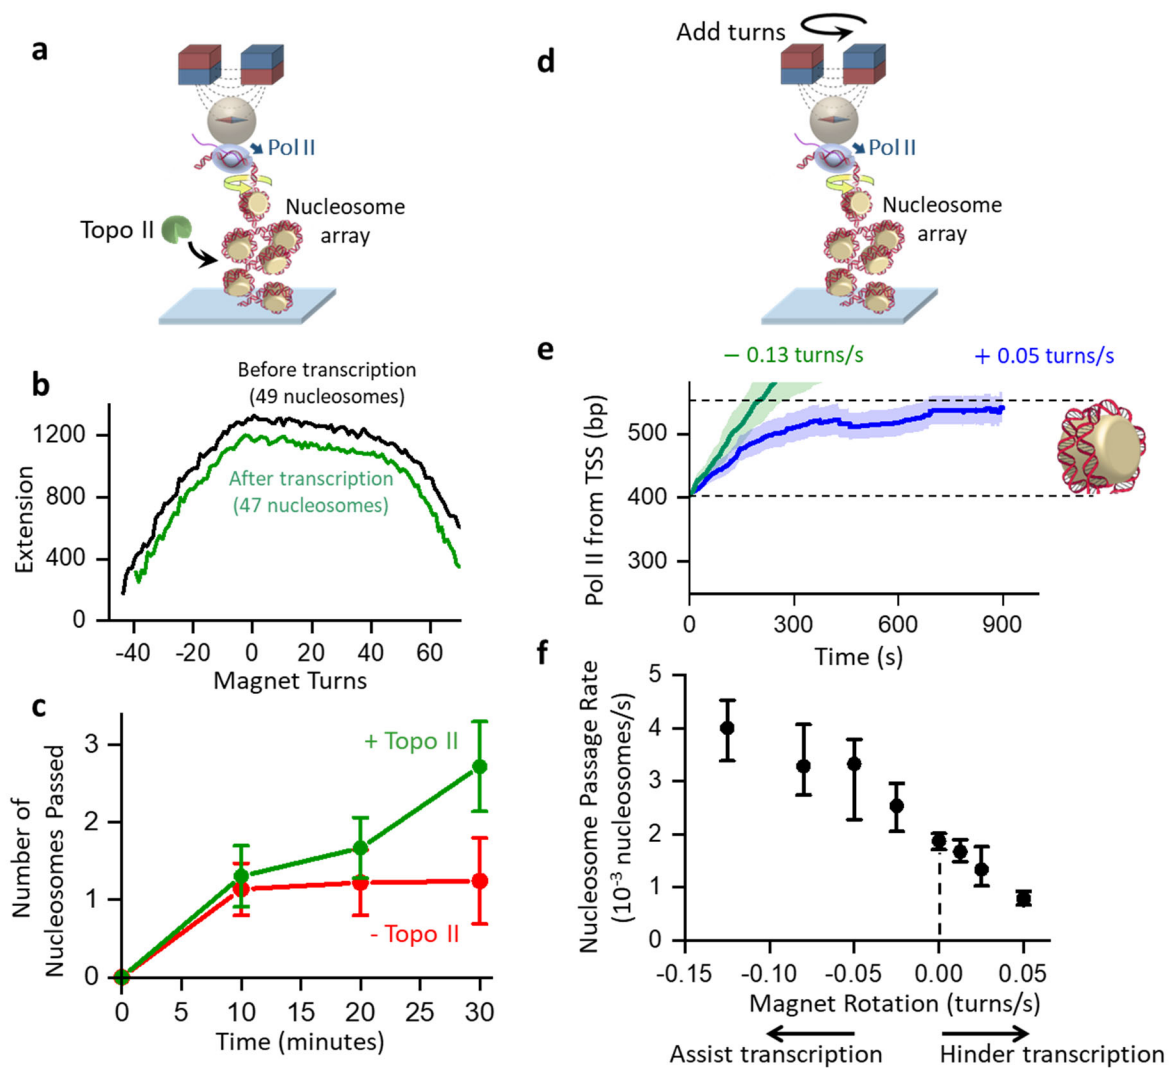 a
Pol II
Topo II
Nucleosome
array
b
Before transcription
(49 nucleosomes)
After transcription
(47 nucleosomes)
Extension
1200
800
400
0
-40
-20
0
20
40
60
Magnet Turns
c
Number of
Nucleosomes Passed
3
2
1
0
+ Topo II
- Topo II
0
5
10
15
20
25
30
Time (minutes)
d
Add turns
Pol II
Nucleosome
array
e
− 0.13 turns/s
+ 0.05 turns/s
Pol II from TSS (bp)
500
400
300
0
300
600
900
Time (s)
f
Nucleosome Passage Rate
(10⁻³ nucleosomes/s)
5
4
3
2
1
0
-0.15
-0.10
-0.05
0.00
0.05
Magnet Rotation (turns/s)
Assist transcription
Hinder transcription